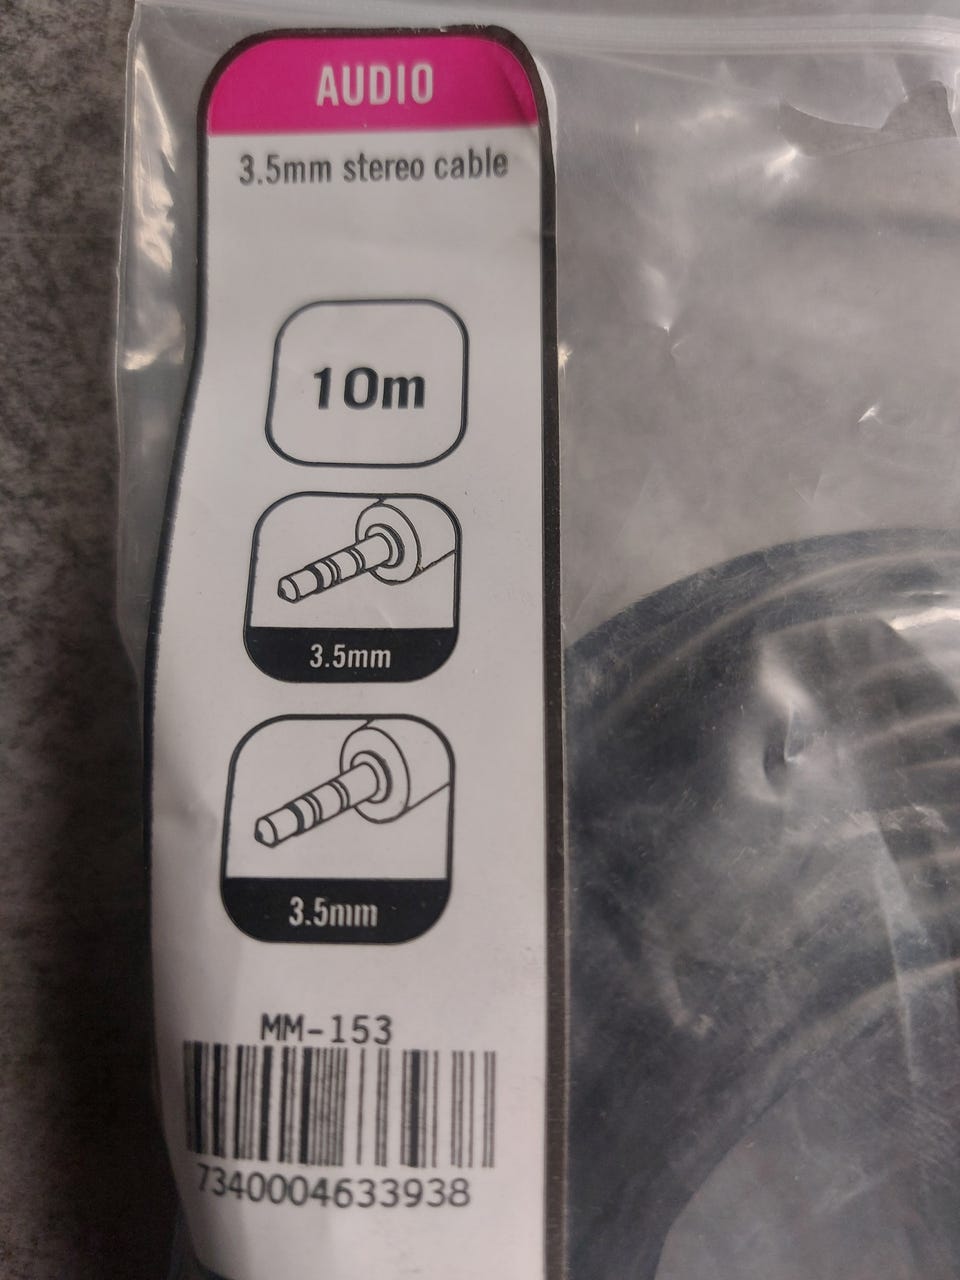 AUDIO
3.5mm stereo cable
10m
3.5mm
3.5mm
MM-153
7340004633938